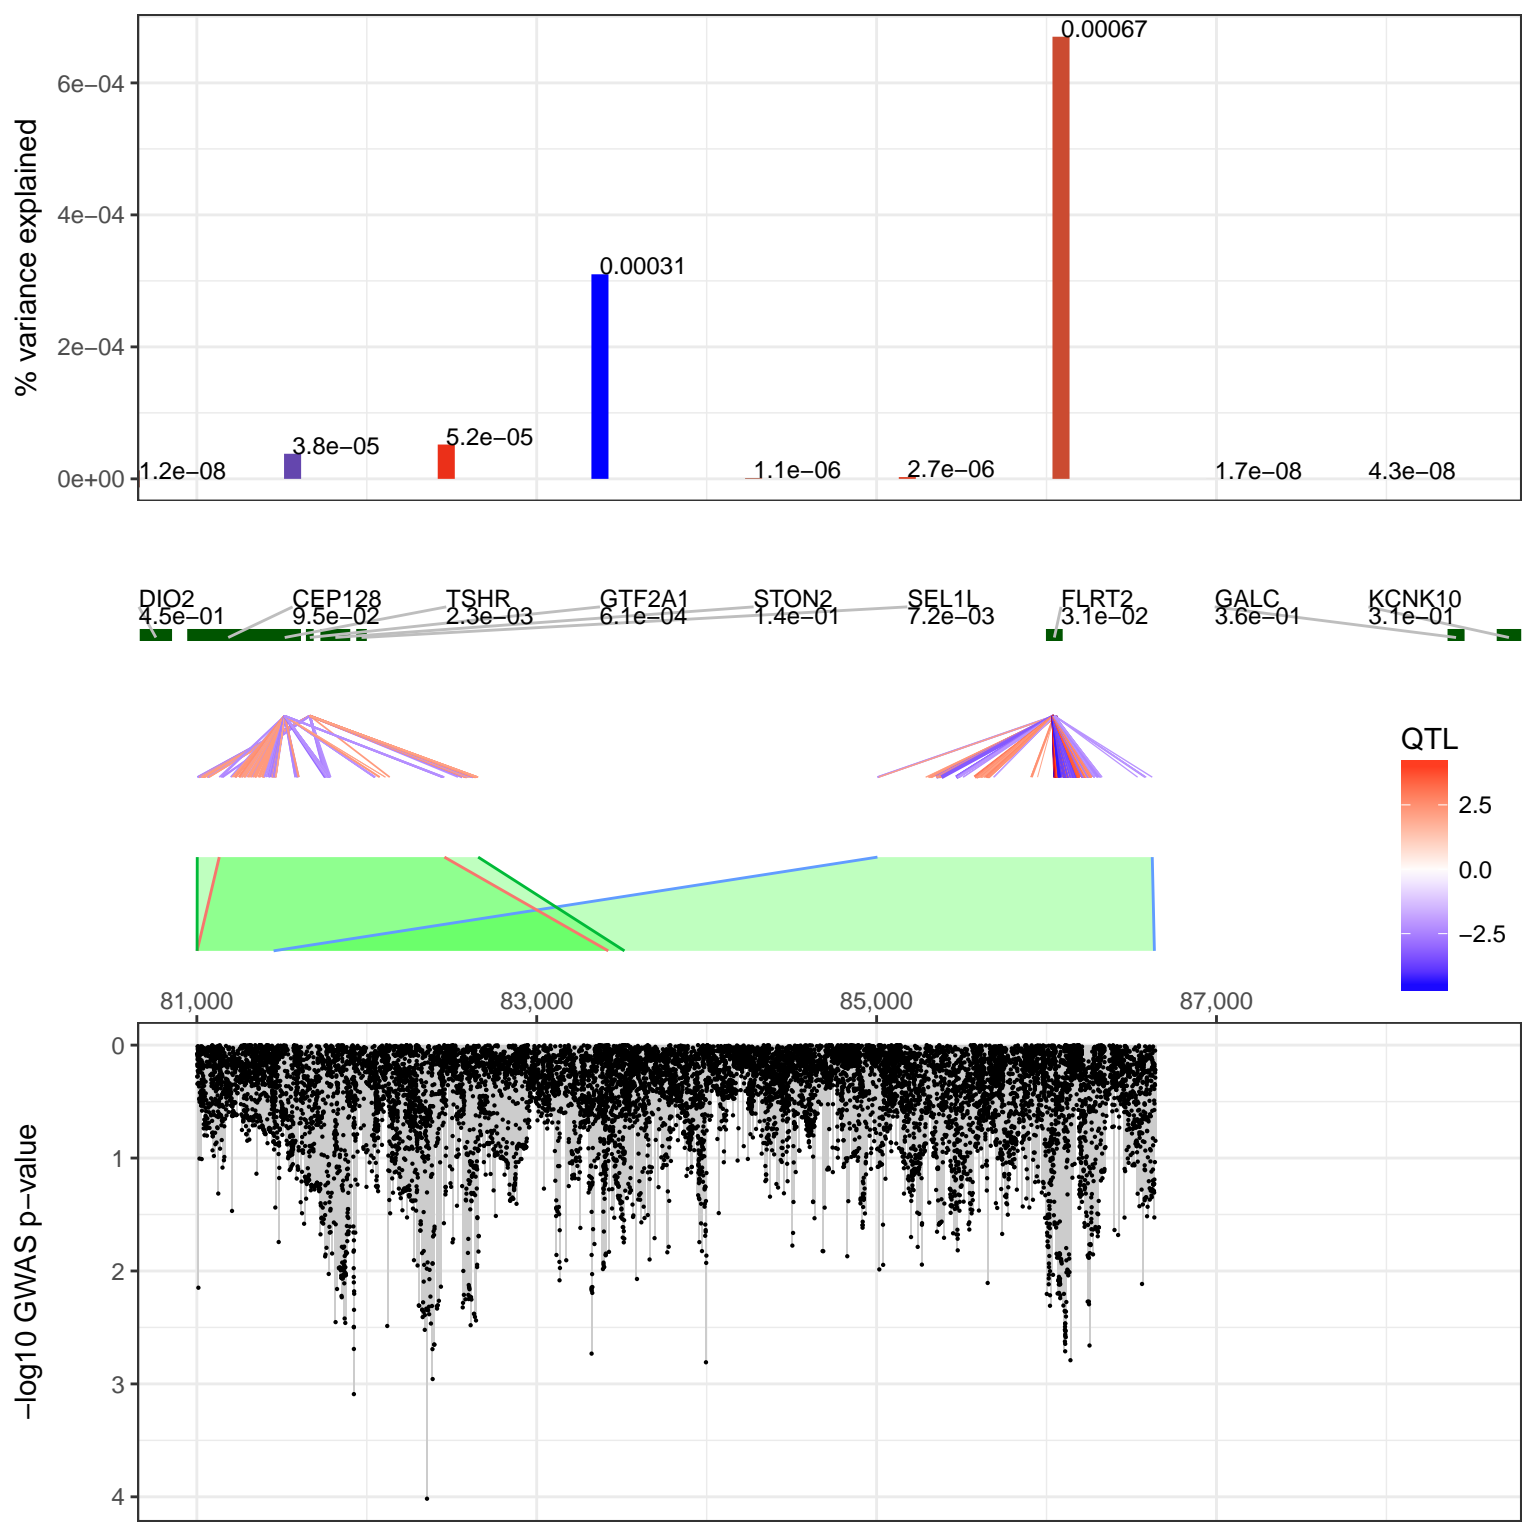 % variance explained
6e−04
4e−04
2e−04
0e+00
0.00067
0.00031
5.2e−05
3.8e−05
1.2e−08
1.1e−06
2.7e−06
1.7e−08
4.3e−08
DIO2 CEP128 TSHR GTF2A1 STON2 SEL1L FLRT2 GALC KCNK10
4.5e−01 9.5e−02 2.3e−03 6.1e−04 1.4e−01 7.2e−03 3.1e−02 3.6e−01 3.1e−01
QTL
2.5
0.0
−2.5
81,000 83,000 85,000 87,000
−log10 GWAS p−value
0
1
2
3
4